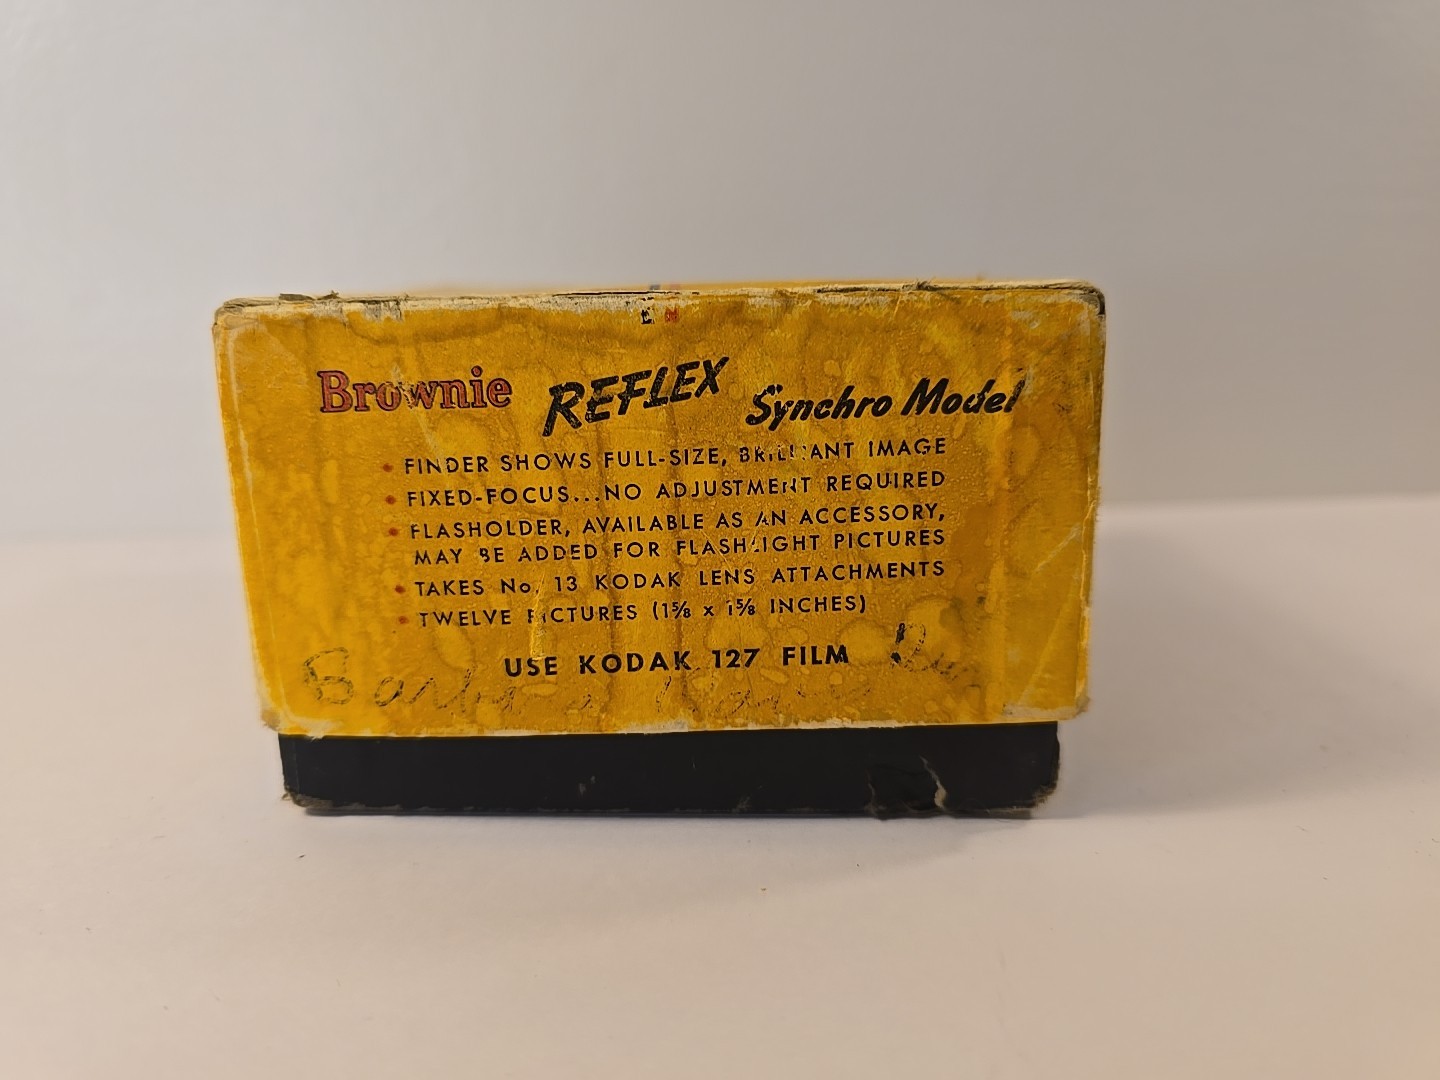 Brownie REFLEX Synchro Model
• FINDER SHOWS FULL-SIZE, BRILLIANT IMAGE
• FIXED-FOCUS...NO ADJUSTMENT REQUIRED
• FLASHOLDER, AVAILABLE AS AN ACCESSORY,
MAY BE ADDED FOR FLASHLIGHT PICTURES
• TAKES No. 13 KODAK LENS ATTACHMENTS
• TWELVE PICTURES (1⅝ x 1⅝ INCHES)
USE KODAK 127 FILM
Barbara